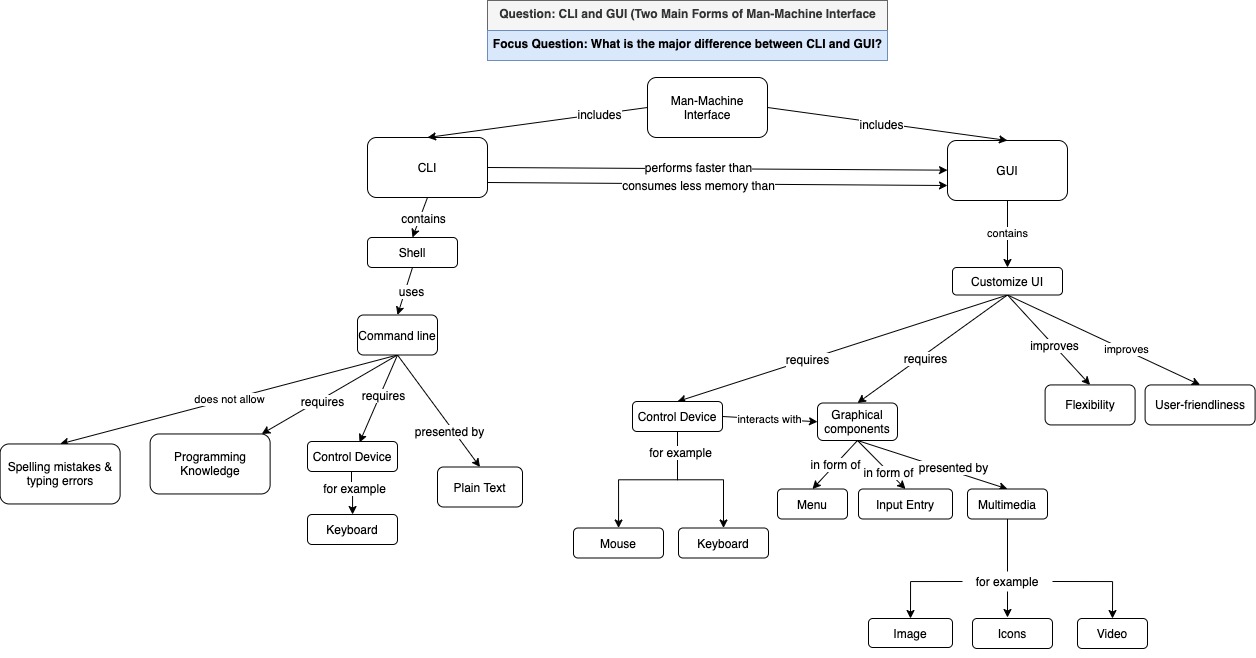 Question: CLI and GUI (Two Main Forms of Man-Machine Interface
Focus Question: What is the major difference between CLI and GUI?
Man-Machine
Interface
includes
includes
CLI
GUI
performs faster than
consumes less memory than
contains
contains
Shell
Customize UI
uses
Command line
requires
requires
improves
improves
does not allow
requires
requires
presented by
Control Device
interacts with
Graphical
components
Flexibility
User-friendliness
Spelling mistakes &
typing errors
Programming
Knowledge
Control Device
for example
Keyboard
Plain Text
for example
in form of
in form of
presented by
Menu
Input Entry
Multimedia
Mouse
Keyboard
for example
Image
Icons
Video